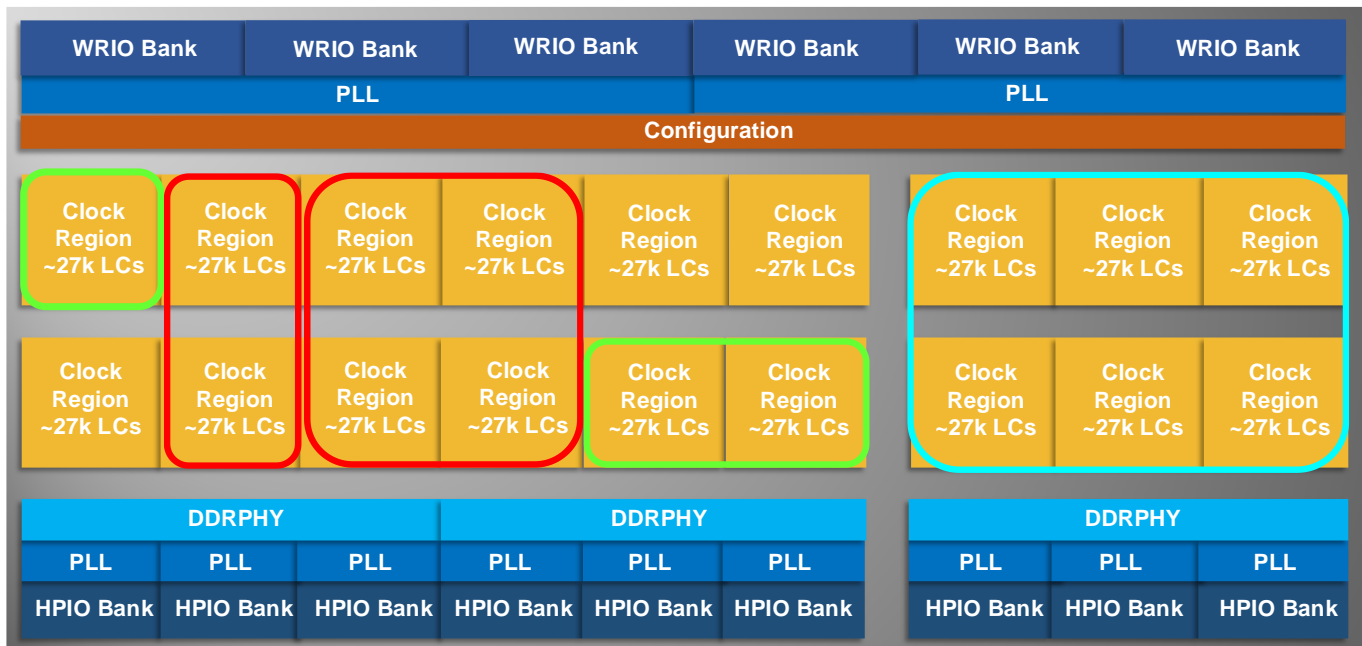 WRIO Bank WRIO Bank WRIO Bank WRIO Bank WRIO Bank WRIO Bank
PLL PLL
Configuration
Clock Clock Clock Clock Clock Clock Clock Clock Clock
Region Region Region Region Region Region Region Region Region
~27k LCs ~27k LCs ~27k LCs ~27k LCs ~27k LCs ~27k LCs ~27k LCs ~27k LCs ~27k LCs
Clock Clock Clock Clock Clock Clock Clock Clock Clock
Region Region Region Region Region Region Region Region Region
~27k LCs ~27k LCs ~27k LCs ~27k LCs ~27k LCs ~27k LCs ~27k LCs ~27k LCs ~27k LCs
DDRPHY DDRPHY DDRPHY
PLL PLL PLL PLL PLL PLL PLL PLL PLL
HPIO Bank HPIO Bank HPIO Bank HPIO Bank HPIO Bank HPIO Bank HPIO Bank HPIO Bank HPIO Bank